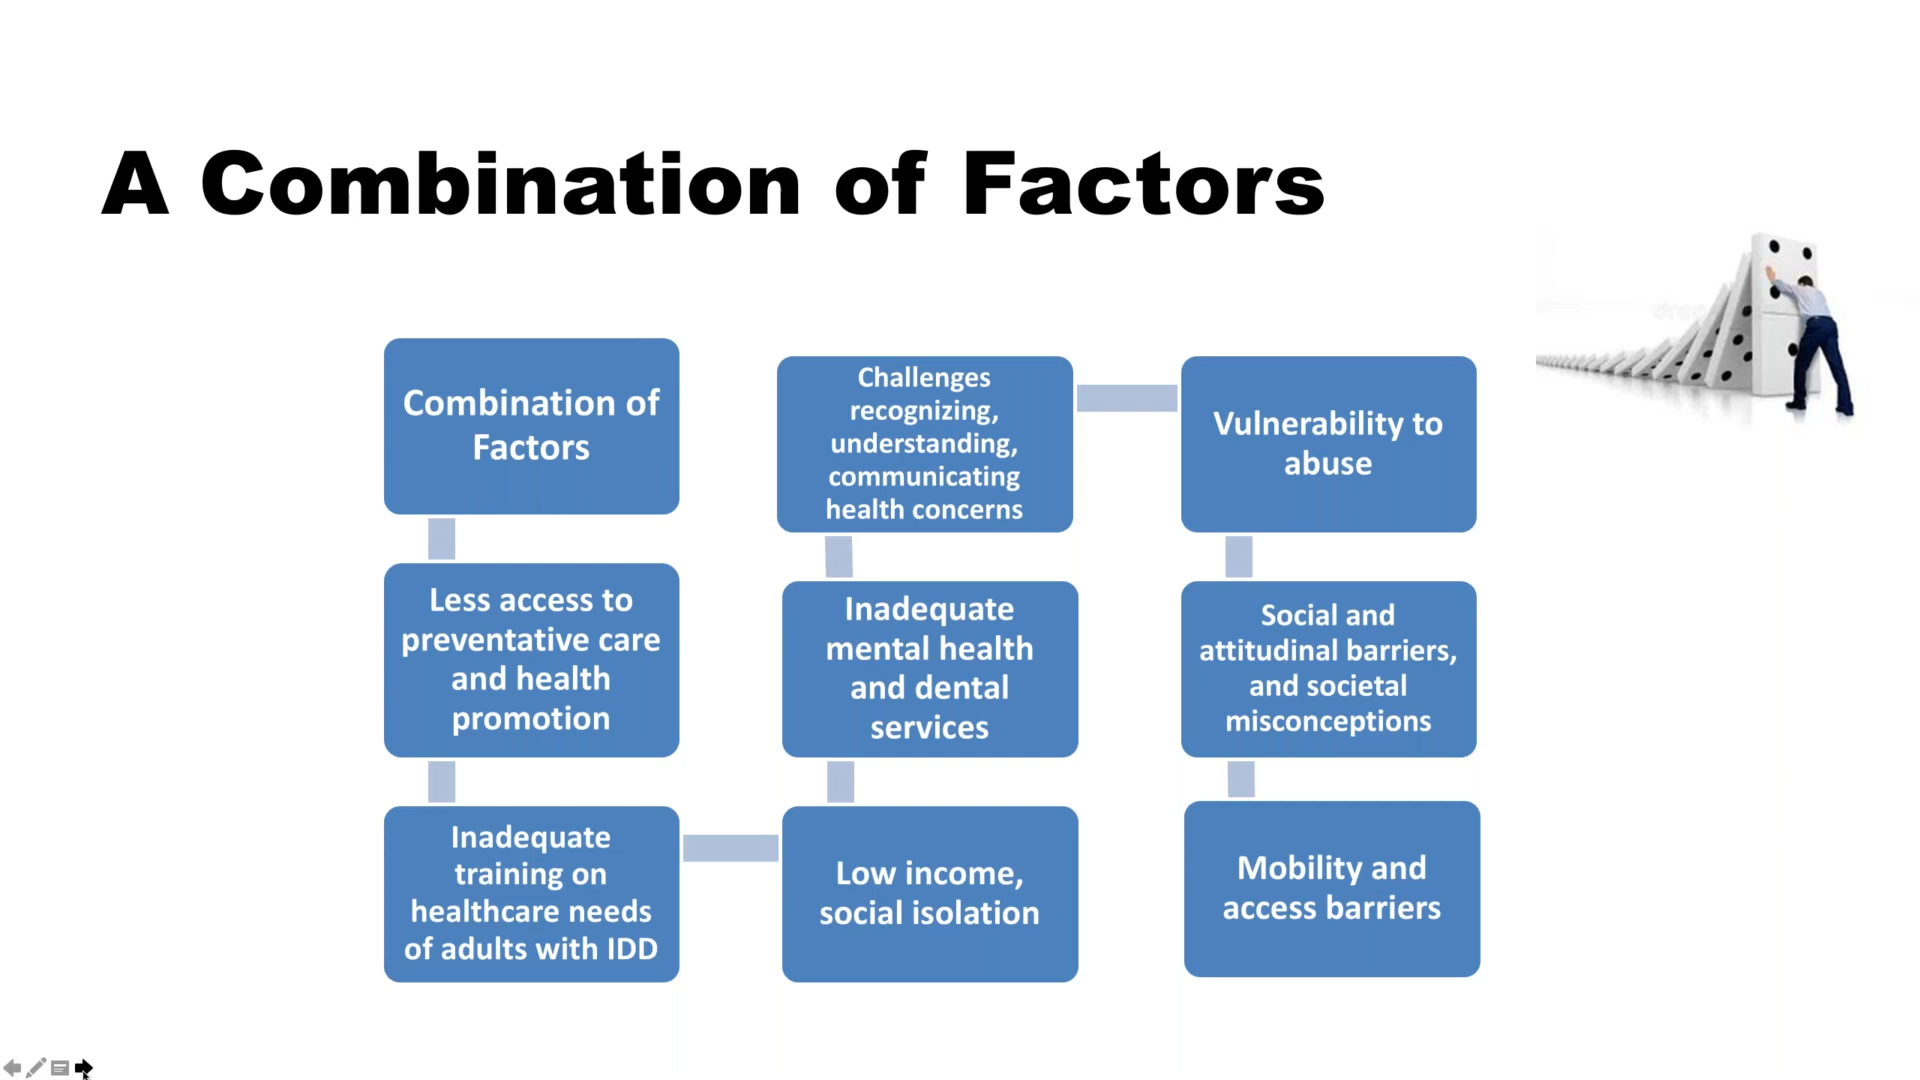 A Combination of Factors
Combination of
Factors
Less access to
preventative care
and health
promotion
Inadequate
training on
healthcare needs
of adults with IDD
Low income,
social isolation
Inadequate
mental health
and dental
services
Challenges
recognizing,
understanding,
communicating
health concerns
Vulnerability to
abuse
Social and
attitudinal barriers,
and societal
misconceptions
Mobility and
access barriers